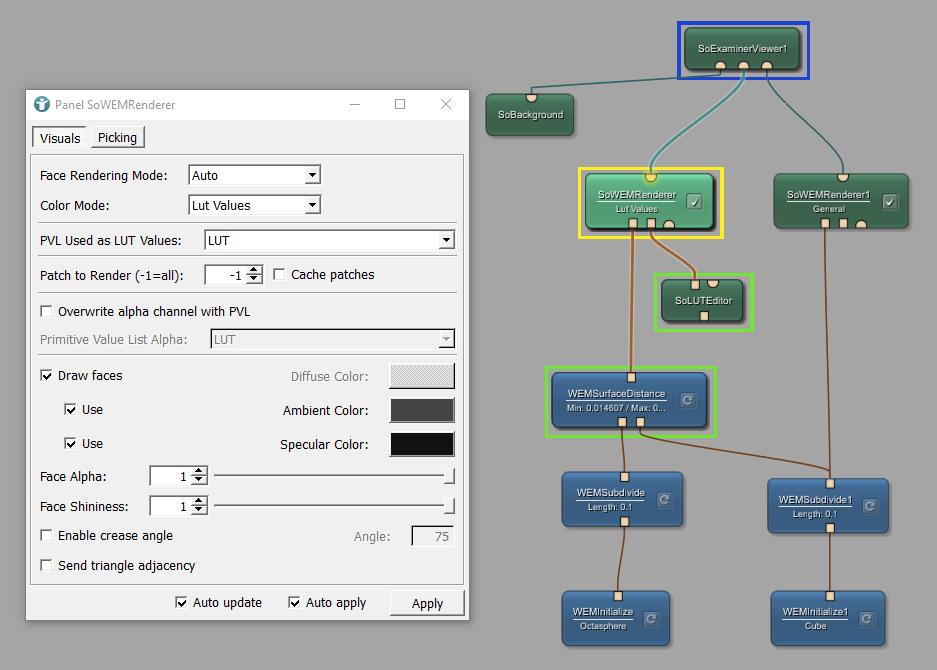 Panel SoWEMRenderer
Visuals
Picking
Face Rendering Mode: Auto
Color Mode: Lut Values
PVL Used as LUT Values: LUT
Patch to Render (-1=all): -1 Cache patches
Overwrite alpha channel with PVL
Primitive Value List Alpha: LUT
Draw faces Diffuse Color:
Use Ambient Color:
Use Specular Color:
Face Alpha: 1
Face Shininess: 1
Enable crease angle Angle: 75
Send triangle adjacency
Auto update Auto apply Apply
SoExaminerViewer1
SoBackground
SoWEMRenderer
Lut Values
SoWEMRenderer1
General
SoLUTEditor
WEMSurfaceDistance
Min: 0.014607 / Max: 0...
WEMSubdivide
Length: 0.1
WEMSubdivide1
Length: 0.1
WEMInitialize
Octasphere
WEMInitialize1
Cube